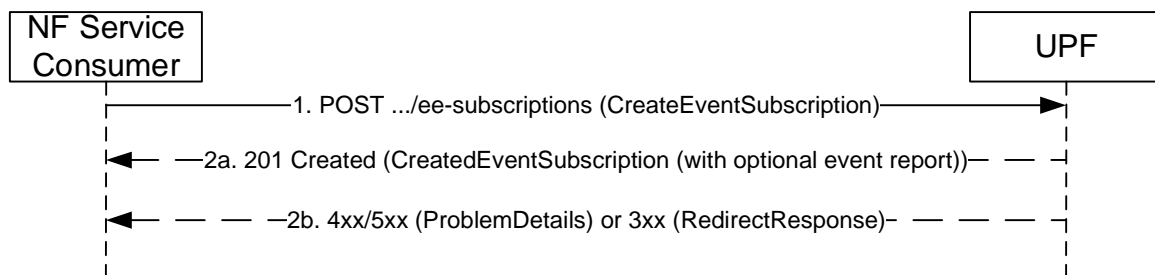 NF Service
Consumer
UPF
1. POST .../ee-subscriptions (CreateEventSubscription)
2a. 201 Created (CreatedEventSubscription (with optional event report))
2b. 4xx/5xx (ProblemDetails) or 3xx (RedirectResponse)